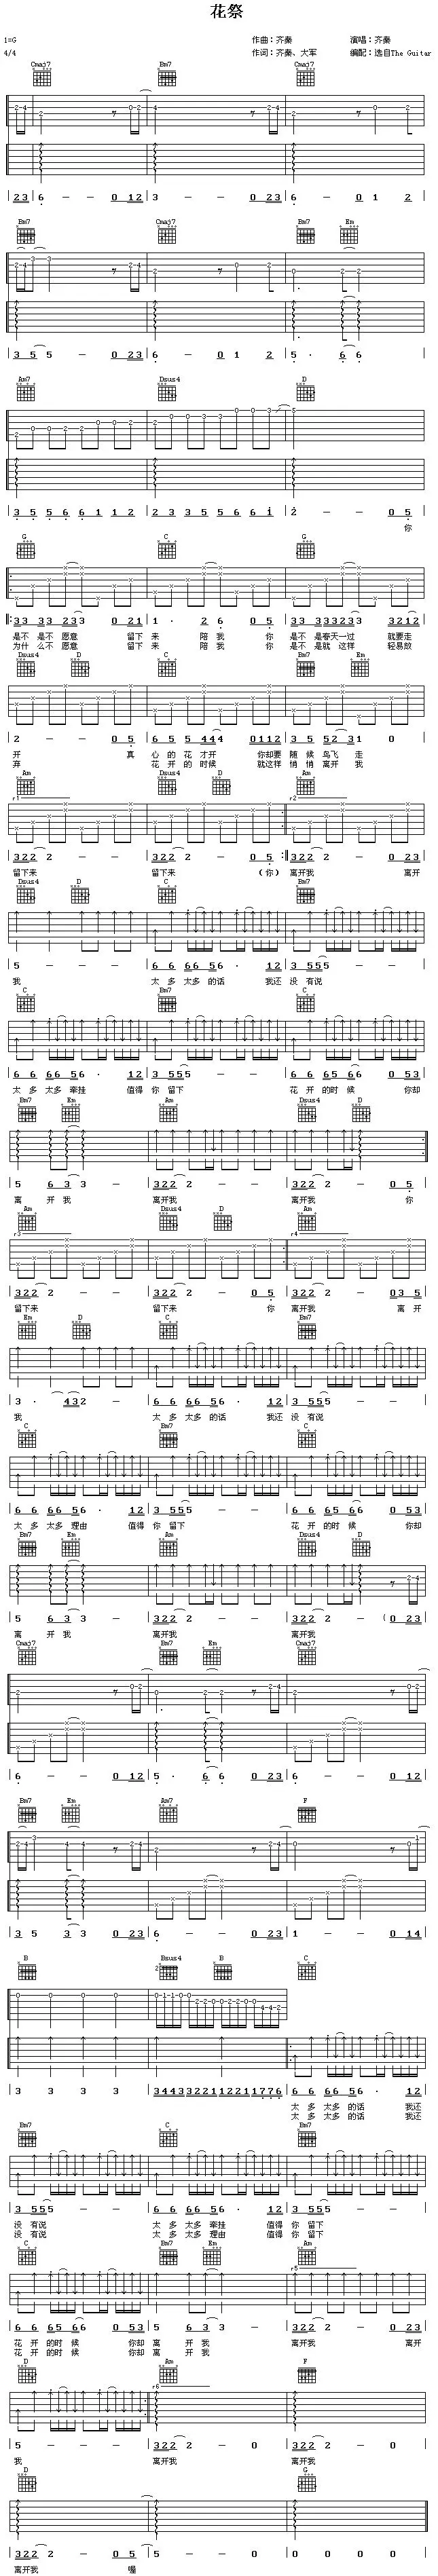 花祭
1=G 作曲：齐秦 演唱：齐秦
4/4 作词：齐秦、大军 编配：选自The Guitar
Cmaj7 Bm7 Cmaj7
23 | 6 - - 0 12 | 3 - - 0 23 | 6 - 0 1 2
Bm7 Cmaj7 Bm7 Em
3 5 5 - 0 23 | 6 - 0 1 2 | 5 · 6 6 -
Am7 Dsus4 D
3 5 5 6 6 1 1 2 | 2 3 3 5 5 6 6 i | 2 - - 0 5
你
G C G
33 33 23 3 0 21 | 1 · 2 6 0 5 | 33 33323 3 3212
是不 是不 愿意 留下 来 陪 我 你 是不 是春天一过 就要走
为什 么不 愿意 留下 来 陪 我 你 是不 是就 这样 轻易放
Dsus4 D C Bm7 Em
2 - - 0 5 | 6 5 5 444 0112 | 3 5 5231 0
开 真 心 的 花 才开 你却要 随 候 鸟飞 走
弃 花 开 的 时候 就这样 悄 悄 离开 我
Am Dsus4 D Am
r1 r2
322 2 - - | 322 2 - 0 5 :| 322 2 - 0 23
留下来 留下来 （你） 离开我 离开
Dsus4 D C Bm7
5 - - - | 6 6 66 56 · 12 | 3 555 - -
我 太 多 太多 的话 我还 没 有说
C Bm7 C
6 6 66 56 · 12 | 3 555 - - | 6 6 65 66 0 53
太 多 太多 牵挂 值得 你 留下 花 开 的时 候 你却
Bm7 Em Am Dsus4 D
5 6 3 3 - | 322 2 - - | 322 2 - 0 5
离 开 我 离开我 离开我 你
Am Dsus4 D Am
r3 r4
322 2 - - | 322 2 - 0 5 | 322 2 - 03 5
留下来 留下来 你 离开我 离 开
Em D C Bm7
3 · 432 - | 6 6 66 56 · 12 | 3 555 - -
我 太 多 太多 的话 我还 没 有说
C Bm7 C
6 6 66 56 · 12 | 3 555 - - | 6 6 65 66 0 53
太 多 太多 理由 值得 你 留下 花 开 的时 候 你却
Bm7 Em Am Dsus4 D
5 6 3 3 - | 322 2 - - | 322 2 - (0 23
离 开 我 离开我 离开我
Cmaj7 Bm7 Em Cmaj7
6 - - 0 12 | 5 · 6 6 0 23 | 6 - - 0 12
Bm7 Em Am7 F
3 5 3 3 0 23 | 6 - - 0 23 | 1 - - 0 14
B Bsus4 B C
3 3 3 3 | 3443322112211776 | 6 6 66 56 · 12
太 多 太多 的话 我还
太 多 太多 的话 我还
Bm7 C Bm7
3 555 - - | 6 6 66 56 · 12 | 3 555 - -
没 有说 太 多 太多 牵挂 值得 你 留下
没 有说 太 多 太多 理由 值得 你 留下
C Bm7 Em Am
r5
6 6 65 66 0 53 | 5 6 3 3 - | 322 2 - 0 23
花 开 的时 候 你却 离 开 我 离开我 离开
花 开 的时 候 你却 离 开 我
D Am F
r6
5 - - - | 322 2 - 0 | 322 2 - 0
我 离开我 离开我
D G
322 2 - 0 5 | 5 - - 0 | 0 0 0 0
离开我 喔